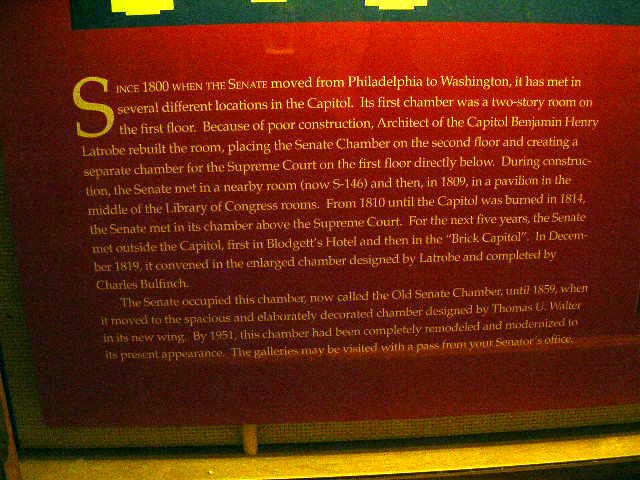 SINCE 1800 WHEN THE SENATE moved from Philadelphia to Washington, it has met in
several different locations in the Capitol. Its first chamber was a two-story room on
the first floor. Because of poor construction, Architect of the Capitol Benjamin Henry
Latrobe rebuilt the room, placing the Senate Chamber on the second floor and creating a
separate chamber for the Supreme Court on the first floor directly below. During construc-
tion, the Senate met in a nearby room (now S-146) and then, in 1809, in a pavilion in the
middle of the Library of Congress rooms. From 1810 until the Capitol was burned in 1814,
the Senate met in its chamber above the Supreme Court. For the next five years, the Senate
met outside the Capitol, first in Blodgett's Hotel and then in the "Brick Capitol". In Decem-
ber 1819, it convened in the enlarged chamber designed by Latrobe and completed by
Charles Bulfinch.
The Senate occupied this chamber, now called the Old Senate Chamber, until 1859, when
it moved to the spacious and elaborately decorated chamber designed by Thomas U. Walter
in its new wing. By 1951, this chamber had been completely remodeled and modernized to
its present appearance. The galleries may be visited with a pass from your Senator's office.